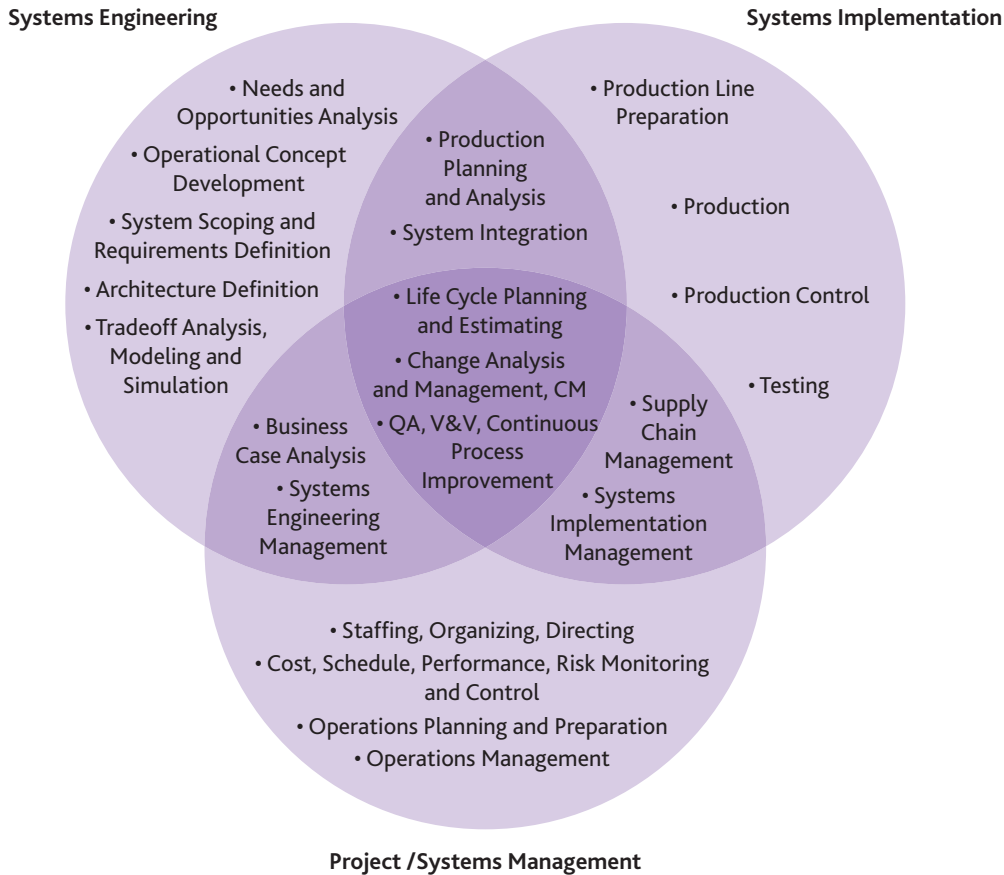 Systems Engineering
Systems Implementation
• Needs and
Opportunities Analysis
• Operational Concept
Development
• System Scoping and
Requirements Definition
• Architecture Definition
• Tradeoff Analysis,
Modeling and
Simulation
• Production
Planning
and Analysis
• System Integration
• Production Line
Preparation
• Production
• Production Control
• Testing
• Life Cycle Planning
and Estimating
• Change Analysis
and Management, CM
• QA, V&V, Continuous
Process
Improvement
• Business
Case Analysis
• Systems
Engineering
Management
• Supply
Chain
Management
• Systems
Implementation
Management
• Staffing, Organizing, Directing
• Cost, Schedule, Performance, Risk Monitoring
and Control
• Operations Planning and Preparation
• Operations Management
Project /Systems Management